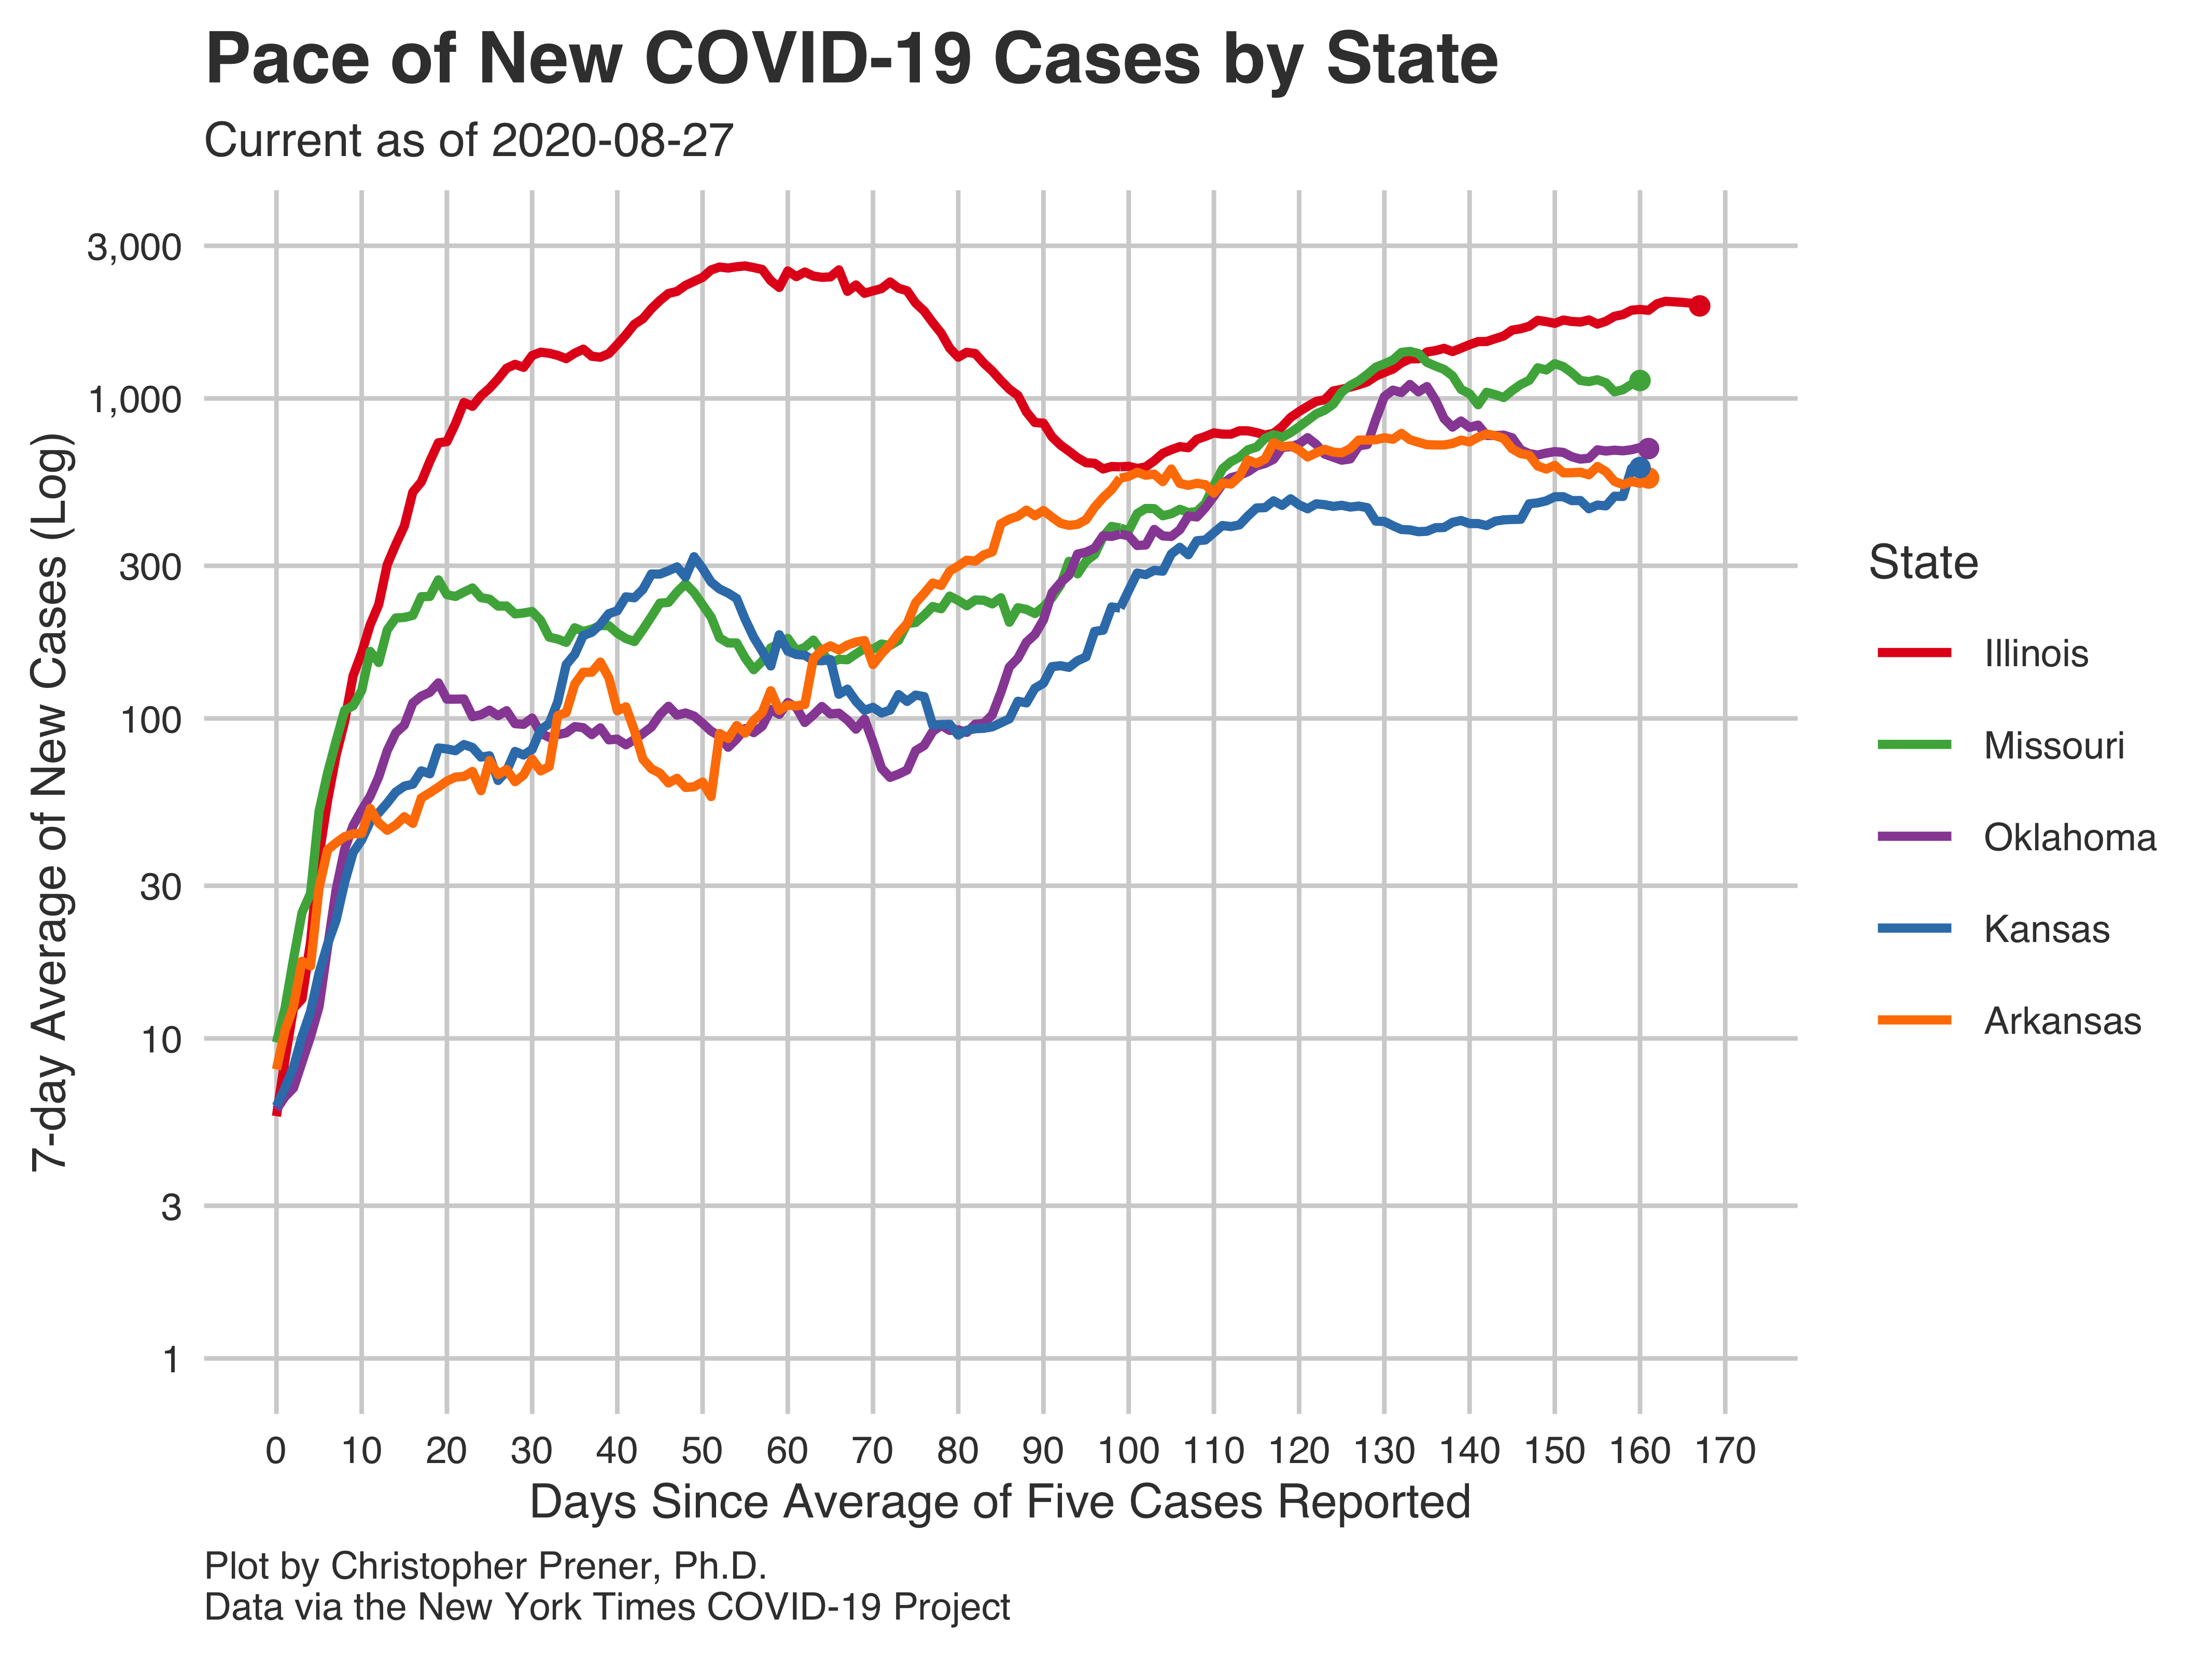 Pace of New COVID-19 Cases by State
Current as of 2020-08-27
7-day Average of New Cases (Log)
3,000
1,000
300
100
30
10
3
1
0 10 20 30 40 50 60 70 80 90 100 110 120 130 140 150 160 170
Days Since Average of Five Cases Reported
State
Illinois
Missouri
Oklahoma
Kansas
Arkansas
Plot by Christopher Prener, Ph.D.
Data via the New York Times COVID-19 Project